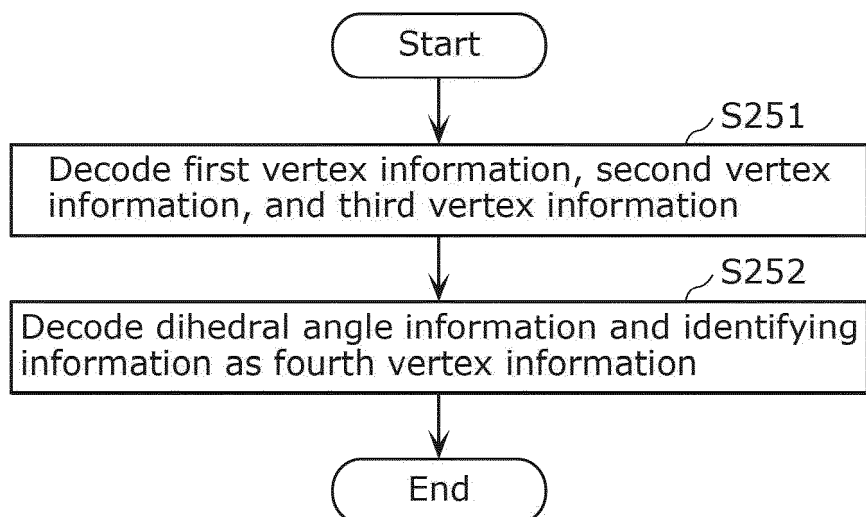 Start
S251
Decode first vertex information, second vertex
information, and third vertex information
S252
Decode dihedral angle information and identifying
information as fourth vertex information
End